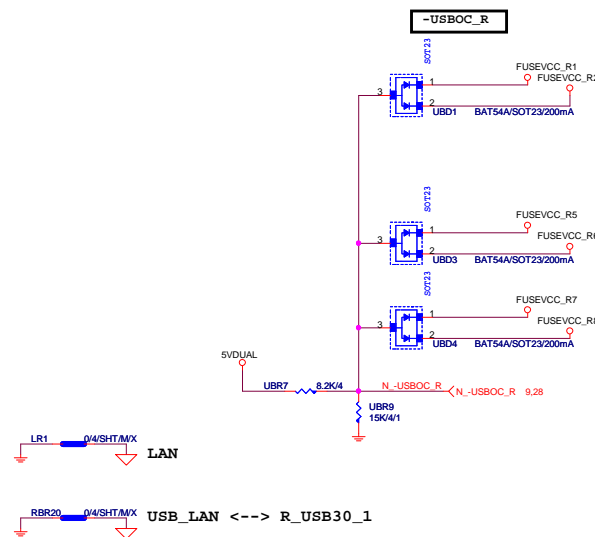 -USBOC_R
SOT23
FUSEVCC_R1
FUSEVCC_R2
3
1
2
UBD1
BAT54A/SOT23/200mA
SOT23
FUSEVCC_R5
FUSEVCC_R6
3
1
2
UBD3
BAT54A/SOT23/200mA
SOT23
FUSEVCC_R7
FUSEVCC_R8
3
1
2
UBD4
BAT54A/SOT23/200mA
5VDUAL
UBR7
8.2K/4
N_-USBOC_R
N_-USBOC_R 9,28
UBR9
15K/4/1
LR1
0/4/SHT/M/X
LAN
RBR20
0/4/SHT/M/X
USB_LAN <--> R_USB30_1